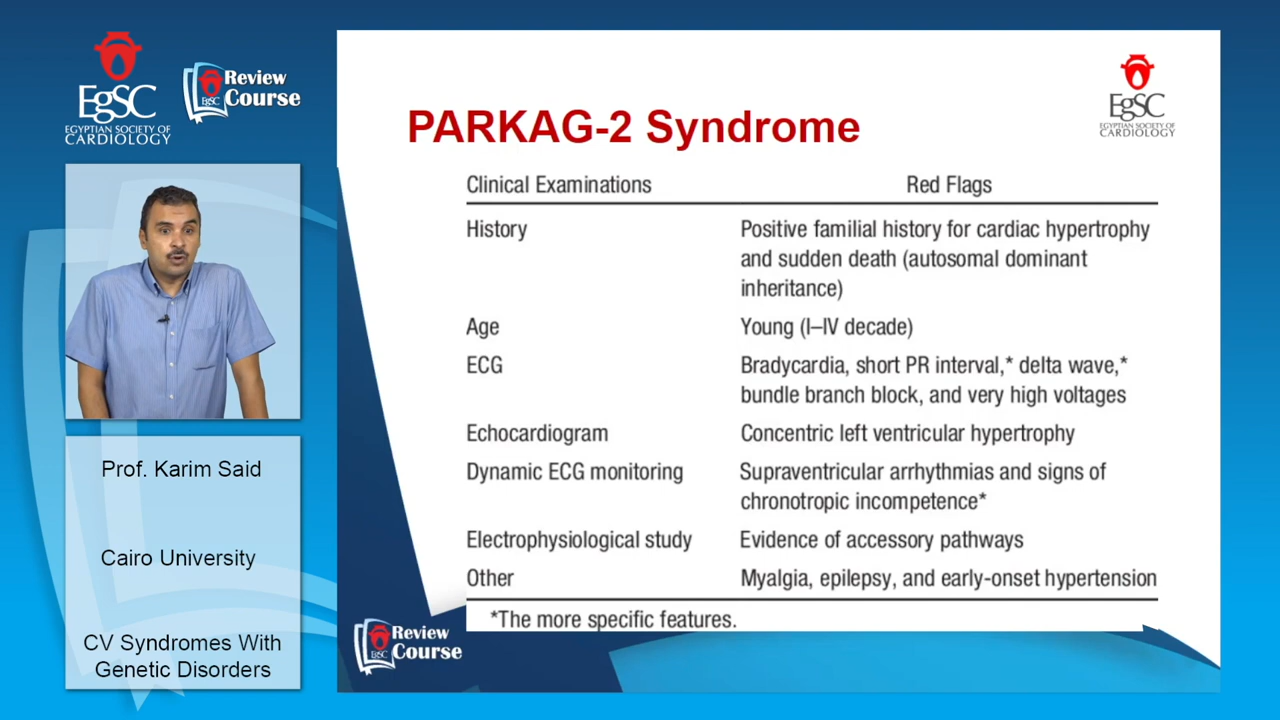 EgSC
EGYPTIAN SOCIETY OF
CARDIOLOGY
EgSC
Review
Course
Prof. Karim Said
Cairo University
CV Syndromes With
Genetic Disorders
EgSC
EGYPTIAN SOCIETY OF
CARDIOLOGY
PARKAG-2 Syndrome
Clinical Examinations Red Flags
History Positive familial history for cardiac hypertrophy
and sudden death (autosomal dominant
inheritance)
Age Young (I–IV decade)
ECG Bradycardia, short PR interval,* delta wave,*
bundle branch block, and very high voltages
Echocardiogram Concentric left ventricular hypertrophy
Dynamic ECG monitoring Supraventricular arrhythmias and signs of
chronotropic incompetence*
Electrophysiological study Evidence of accessory pathways
Other Myalgia, epilepsy, and early-onset hypertension
*The more specific features.
EgSC
Review
Course